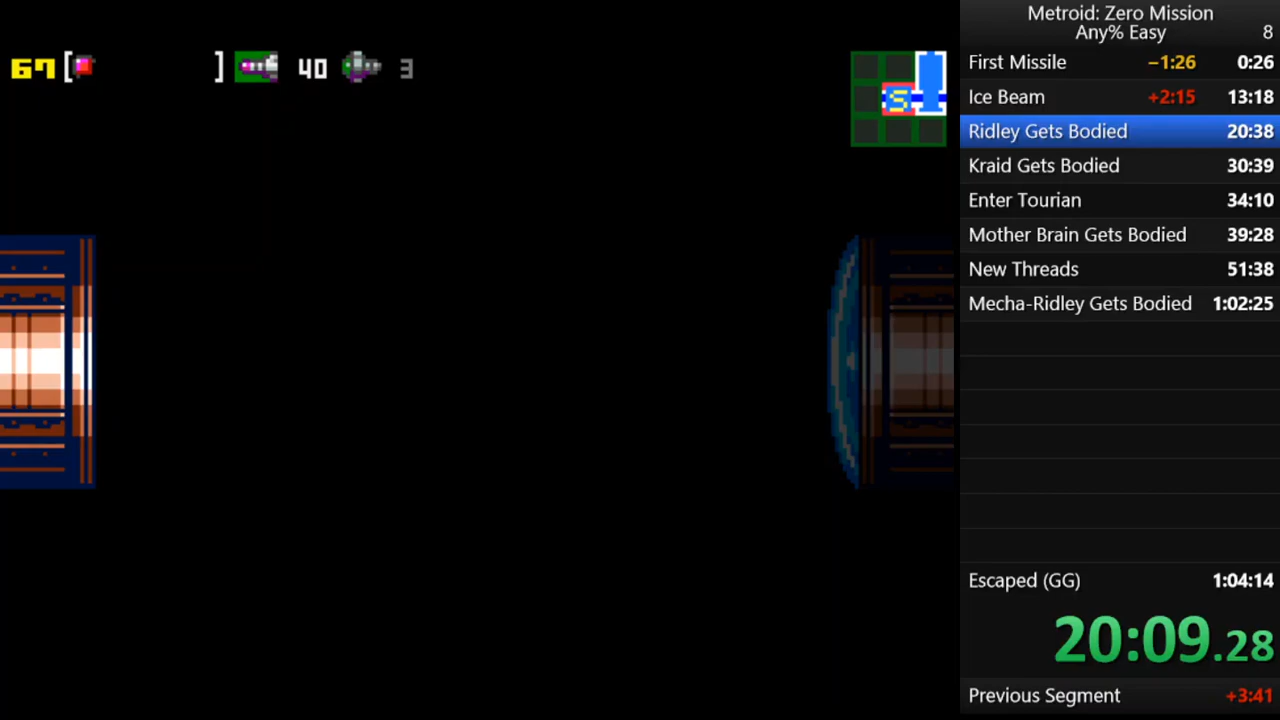 67 [ ] 40 3
S
Metroid: Zero Mission
Any% Easy 8
First Missile −1:26 0:26
Ice Beam +2:15 13:18
Ridley Gets Bodied 20:38
Kraid Gets Bodied 30:39
Enter Tourian 34:10
Mother Brain Gets Bodied 39:28
New Threads 51:38
Mecha-Ridley Gets Bodied 1:02:25
Escaped (GG) 1:04:14
20:09.28
Previous Segment +3:41